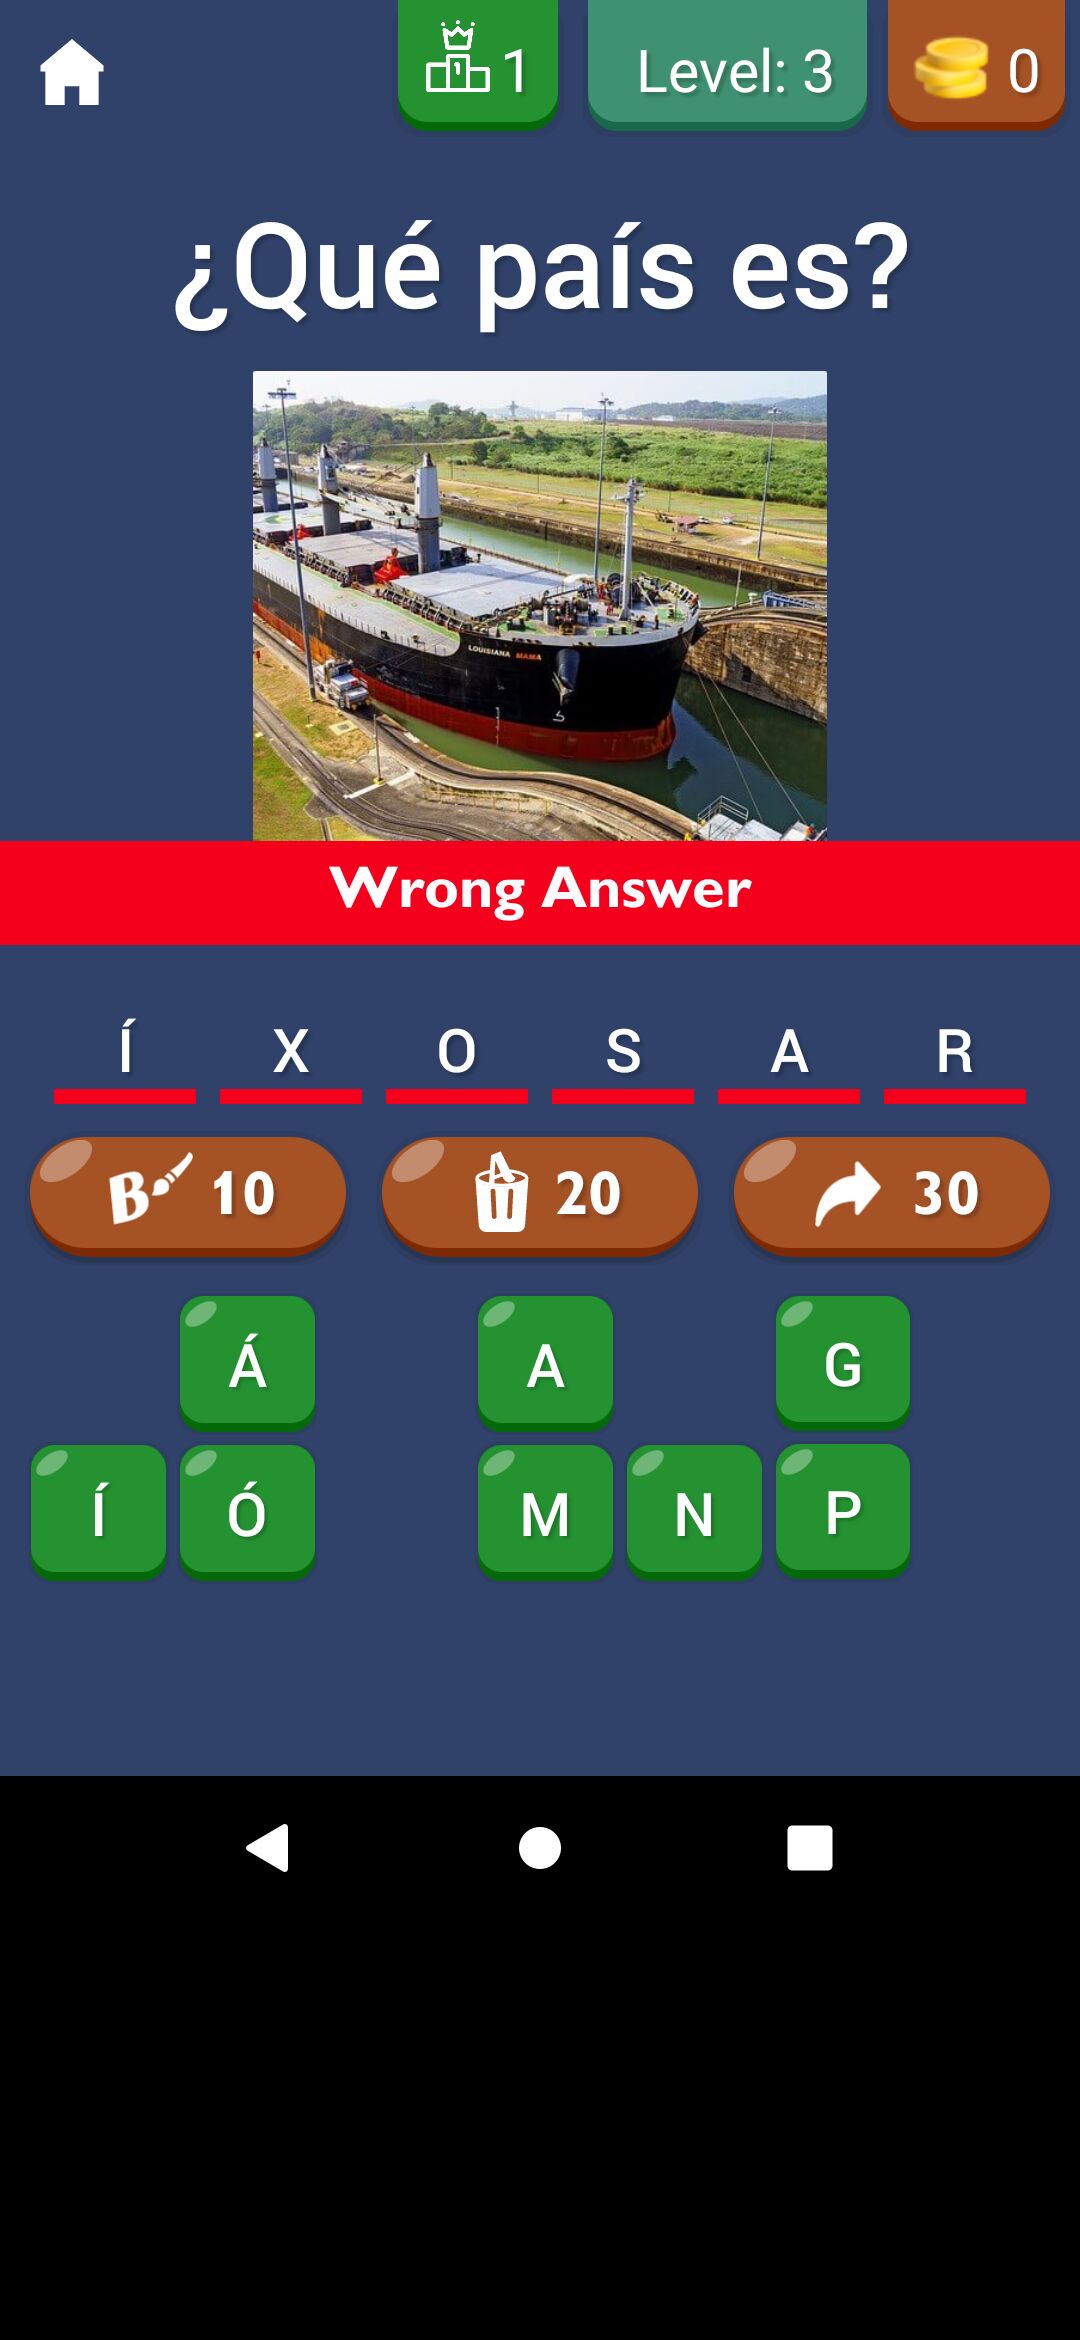 1 Level: 3 0
¿Qué país es?
LOUISIANA MAMA
Wrong Answer
Í X O S A R
B 10 20 30
Á A G
Í Ó M N P